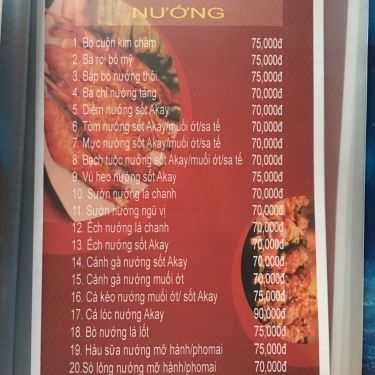 NƯỚNG
1. Bò cuộn kim châm 75,000đ
2. Ba rọi bò mỹ 75,000đ
3. Bắp bò nướng thỏi 75,000đ
4. Ba chỉ nướng tảng 70,000đ
5. Diềm nướng sốt Akay 70,000đ
6. Tôm nướng sốt Akay/muối ớt/sa tế 70,000đ
7. Mực nướng sốt Akay/muối ớt/sa tế 70,000đ
8. Bạch tuộc nướng sốt Akay/muối ớt/sa tế 70,000đ
9. Vú heo nướng sốt Akay 75,000đ
10. Sườn nướng lá chanh 70,000đ
11. Sườn nướng ngũ vị 70,000đ
12. Ếch nướng lá chanh 70,000đ
13. Ếch nướng sốt Akay 70,000đ
14. Cánh gà nướng sốt Akay 70,000đ
15. Cánh gà nướng muối ớt 70,000đ
16. Cá kèo nướng muối ớt/ sốt Akay 75,000đ
17. Cá lóc nướng Akay 90,000đ
18. Bò nướng lá lốt 75,000đ
19. Hàu sữa nướng mỡ hành/phomai 75,000đ
20. Sò lông nướng mỡ hành/phomai 70,000đ